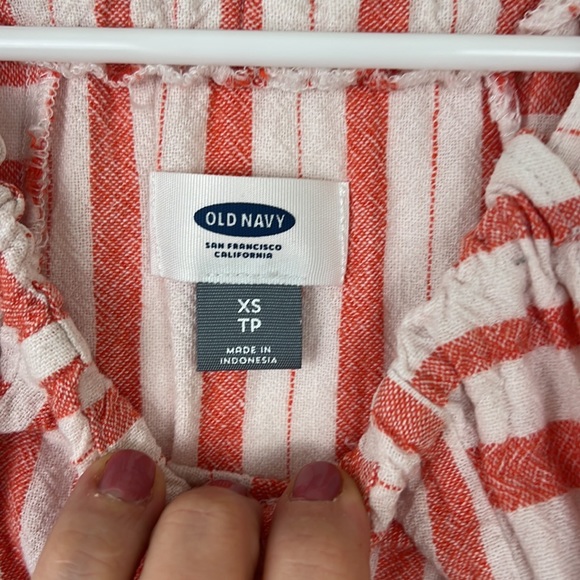 OLD NAVY
SAN FRANCISCO
CALIFORNIA
XS
TP
MADE IN
INDONESIA